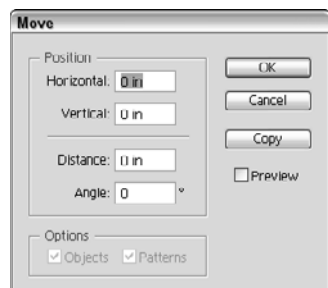 Move
Position
Horizontal: 0 in
Vertical: 0 in
Distance: 0 in
Angle: 0 °
Options
Objects Patterns
OK
Cancel
Copy
Preview